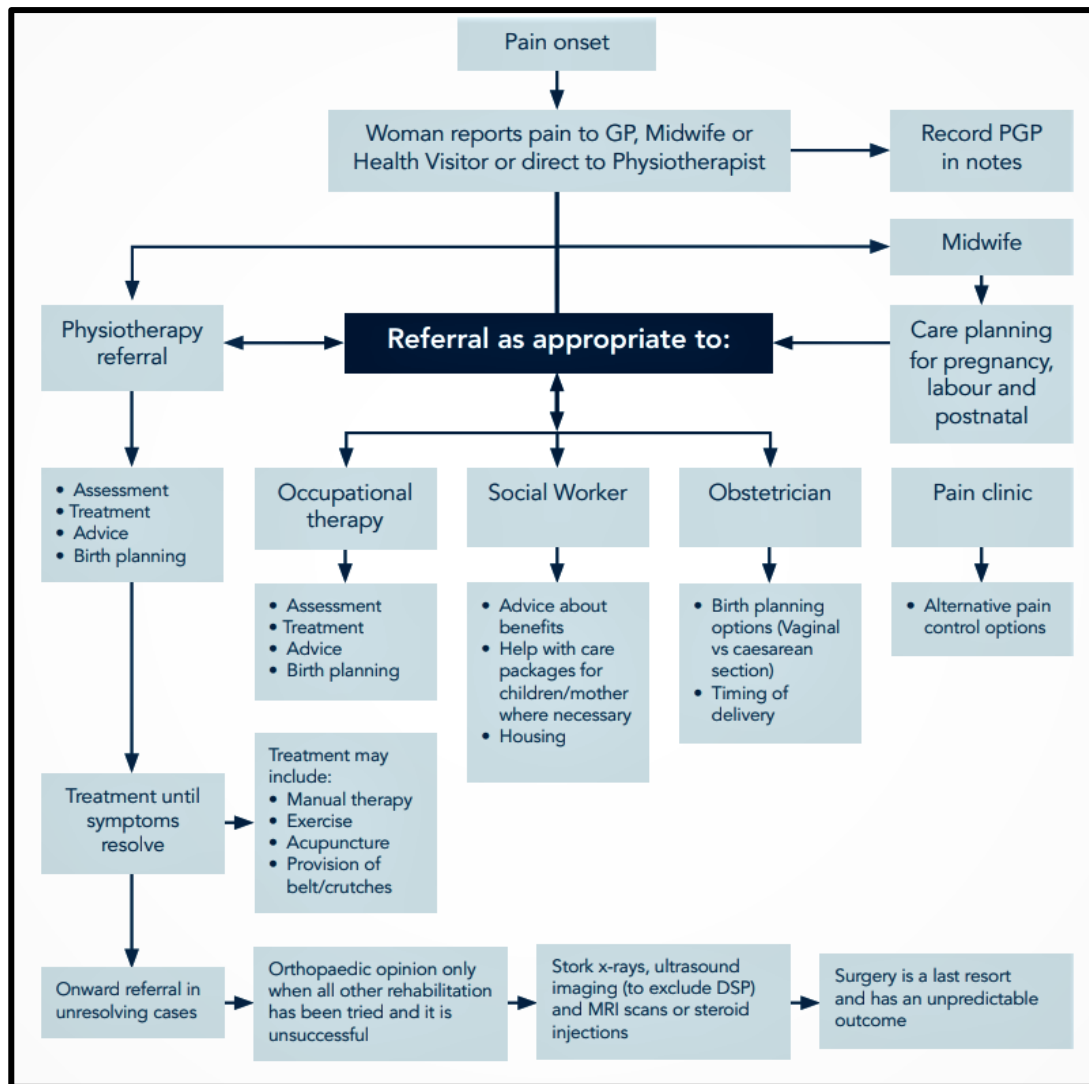 Pain onset
Woman reports pain to GP, Midwife or
Health Visitor or direct to Physiotherapist
Record PGP
in notes
Midwife
Physiotherapy
referral
Referral as appropriate to:
Care planning
for pregnancy,
labour and
postnatal
• Assessment
• Treatment
• Advice
• Birth planning
Occupational
therapy
Social Worker
Obstetrician
Pain clinic
• Assessment
• Treatment
• Advice
• Birth planning
• Advice about
benefits
• Help with care
packages for
children/mother
where necessary
• Housing
• Birth planning
options (Vaginal
vs caesarean
section)
• Timing of
delivery
• Alternative pain
control options
Treatment until
symptoms
resolve
Treatment may
include:
• Manual therapy
• Exercise
• Acupuncture
• Provision of
belt/crutches
Onward referral in
unresolving cases
Orthopaedic opinion only
when all other rehabilitation
has been tried and it is
unsuccessful
Stork x-rays, ultrasound
imaging (to exclude DSP)
and MRI scans or steroid
injections
Surgery is a last resort
and has an unpredictable
outcome